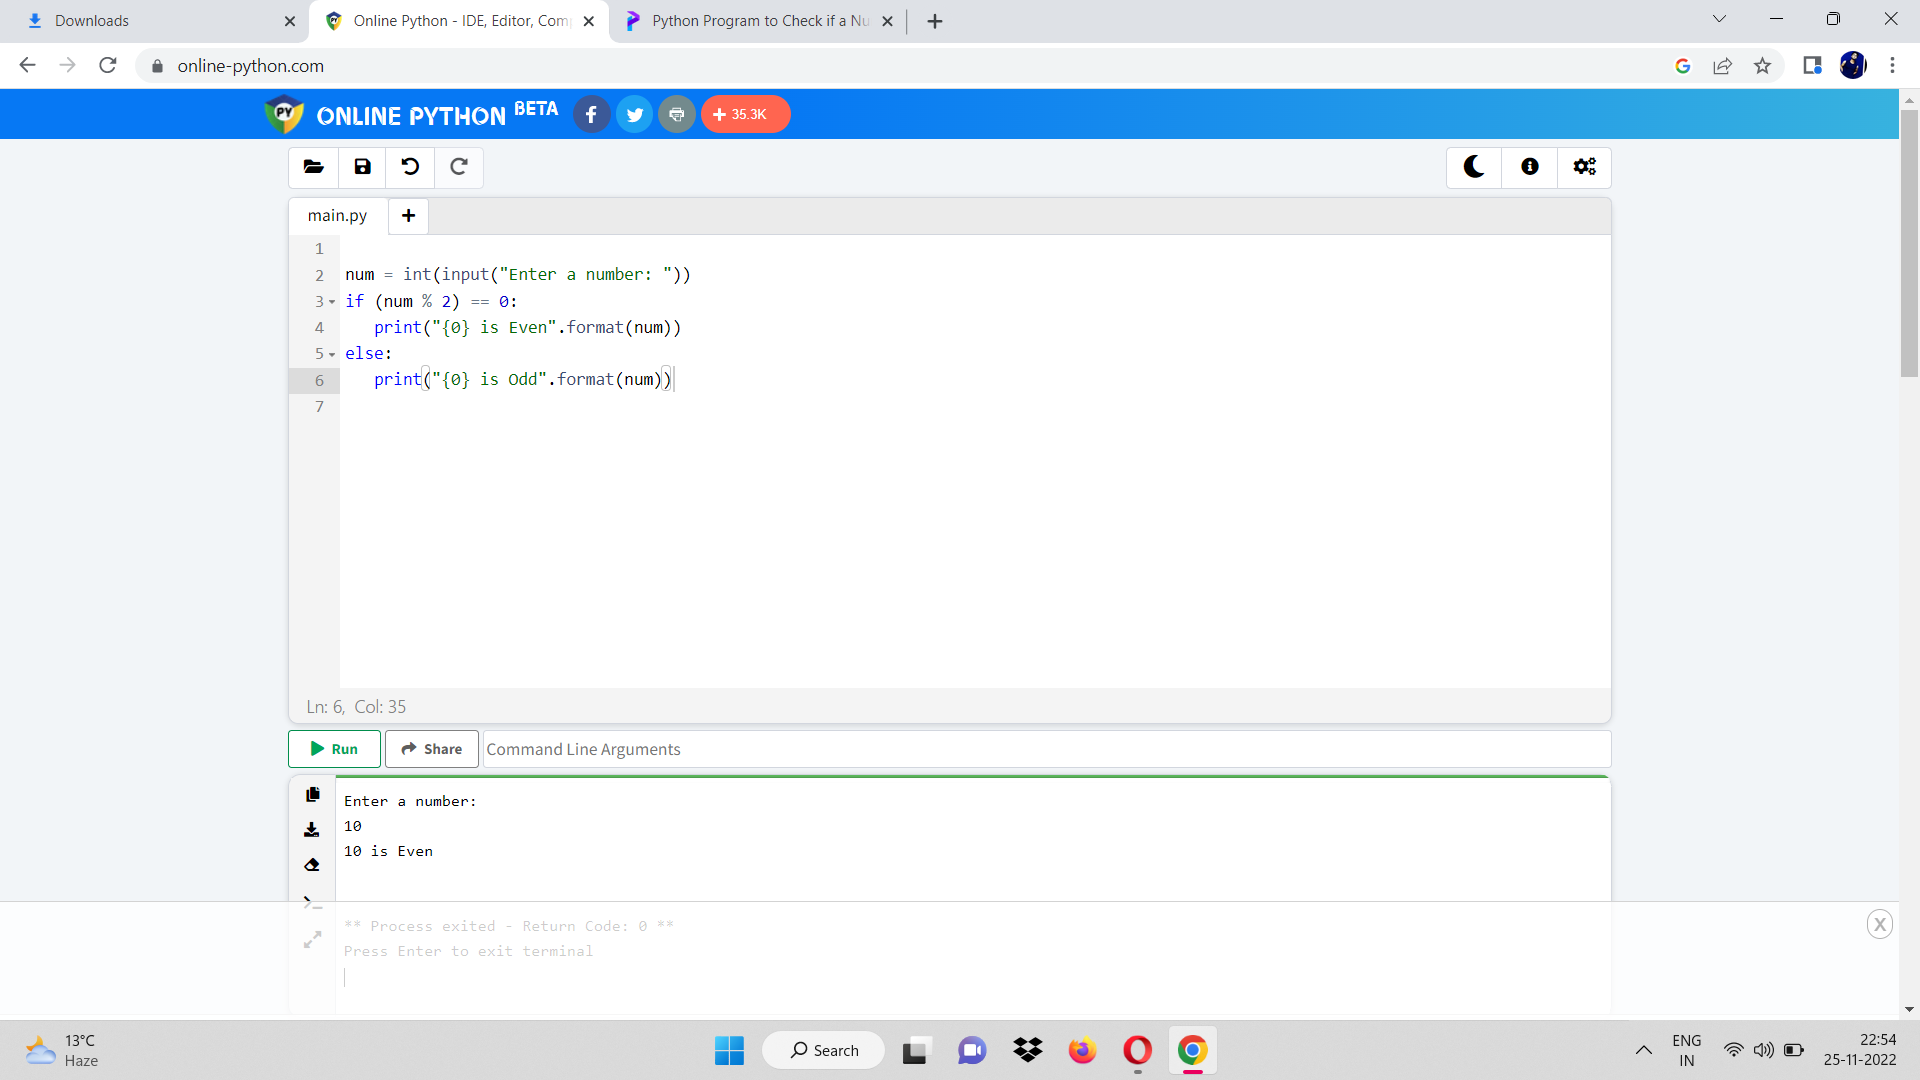 Downloads
Online Python - IDE, Editor, Com
Python Program to Check if a Nu
online-python.com
PY
ONLINE PYTHON BETA
35.3K
main.py
1
2 num = int(input("Enter a number: "))
3 if (num % 2) == 0:
4 print("{0} is Even".format(num))
5 else:
6 print("{0} is Odd".format(num))
7
Ln: 6, Col: 35
Run
Share
Command Line Arguments
Enter a number:
10
10 is Even
** Process exited - Return Code: 0 **
Press Enter to exit terminal
X
13°C
Haze
Search
ENG
IN
22:54
25-11-2022